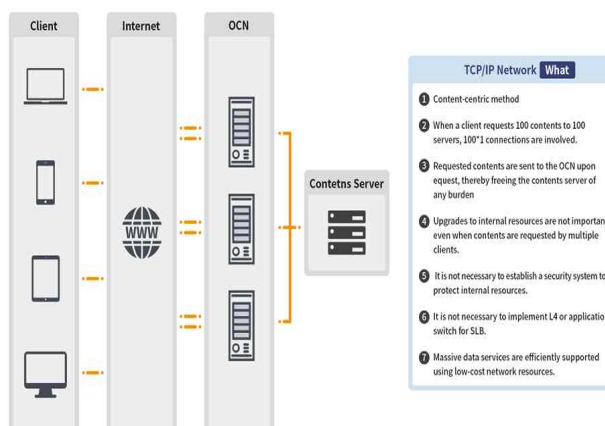 Client
Internet
OCN
WWW
Contetns Server
TCP/IP Network What
1 Content-centric method
2 When a client requests 100 contents to 100
servers, 100*1 connections are involved.
3 Requested contents are sent to the OCN upon
equest, thereby freeing the contents server of
any burden
4 Upgrades to internal resources are not importan
even when contents are requested by multiple
clients.
5 It is not necessary to establish a security system to
protect internal resources.
6 It is not necessary to implement L4 or applicatio
switch for SLB.
7 Massive data services are efficiently supported
using low-cost network resources.